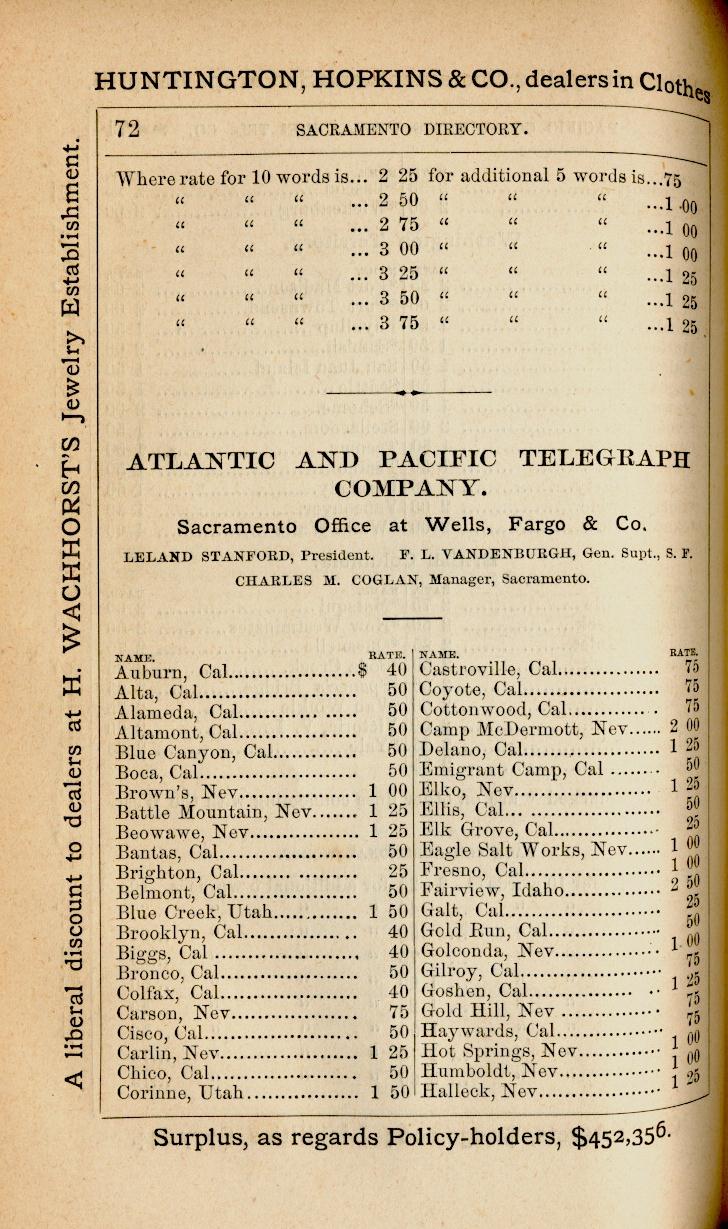 HUNTINGTON, HOPKINS & CO., dealers in Clothes
72 SACRAMENTO DIRECTORY.
Where rate for 10 words is... 2 25 for additional 5 words is...75
“ “ “ ... 2 50 “ “ “ ...1 00
“ “ “ ... 2 75 “ “ “ ...1 00
“ “ “ ... 3 00 “ “ “ ...1 00
“ “ “ ... 3 25 “ “ “ ...1 25
“ “ “ ... 3 50 “ “ “ ...1 25
“ “ “ ... 3 75 “ “ “ ...1 25
ATLANTIC AND PACIFIC TELEGRAPH
COMPANY.
Sacramento Office at Wells, Fargo & Co.
LELAND STANFORD, President. F. L. VANDENBURGH, Gen. Supt., S. F.
CHARLES M. COGLAN, Manager, Sacramento.
NAME. RATE.
Auburn, Cal....................$ 40
Alta, Cal....................... 50
Alameda, Cal............ ..... 50
Altamont, Cal................. 50
Blue Canyon, Cal............ 50
Boca, Cal....................... 50
Brown's, Nev................. 1 00
Battle Mountain, Nev....... 1 25
Beowawe, Nev................ 1 25
Bantas, Cal.................... 50
Brighton, Cal........ ......... 25
Belmont, Cal.................. 50
Blue Creek, Utah............ 1 50
Brooklyn, Cal................ 40
Biggs, Cal ..................... 40
Bronco, Cal.................... 50
Colfax, Cal.................... 40
Carson, Nev................... 75
Cisco, Cal...................... 50
Carlin, Nev.................... 1 25
Chico, Cal..................... 50
Corinne, Utah................. 1 50
NAME. RATE.
Castroville, Cal............... 75
Coyote, Cal.................... 75
Cottonwood, Cal............. 75
Camp McDermott, Nev...... 2 00
Delano, Cal.................... 1 25
Emigrant Camp, Cal ....... 50
Elko, Nev..................... 1 25
Ellis, Cal... ................... 50
Elk Grove, Cal............... 25
Eagle Salt Works, Nev...... 1 00
Fresno, Cal.................... 1 00
Fairview, Idaho.............. 2 50
Galt, Cal....................... 25
Gold Run, Cal................ 50
Golconda, Nev................ 1 00
Gilroy, Cal..................... 75
Goshen, Cal............... .. 1 25
Gold Hill, Nev ............... 75
Haywards, Cal................ 75
Hot Springs, Nev............ 1 00
Humboldt, Nev............... 1 00
Halleck, Nev.................. 1 25
Surplus, as regards Policy-holders, $452,356.
A liberal discount to dealers at H. WACHHORST'S Jewelry Establishment.